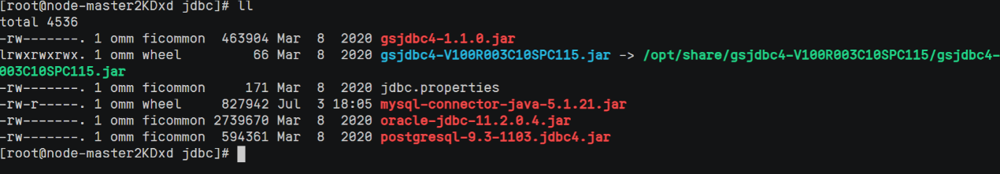 [root@node-master2KDxd jdbc]# ll
total 4536
-rw-------. 1 omm ficommon  463904 Mar  8  2020 gsjdbc4-1.1.0.jar
lrwxrwxrwx. 1 omm wheel         66 Mar  8  2020 gsjdbc4-V100R003C10SPC115.jar -> /opt/share/gsjdbc4-V100R003C10SPC115/gsjdbc4-
003C10SPC115.jar
-rw-------. 1 omm ficommon     171 Mar  8  2020 jdbc.properties
-rw-r-----. 1 omm wheel     827942 Jul  3 18:05 mysql-connector-java-5.1.21.jar
-rw-------. 1 omm ficommon 2739670 Mar  8  2020 oracle-jdbc-11.2.0.4.jar
-rw-------. 1 omm ficommon  594361 Mar  8  2020 postgresql-9.3-1103.jdbc4.jar
[root@node-master2KDxd jdbc]#